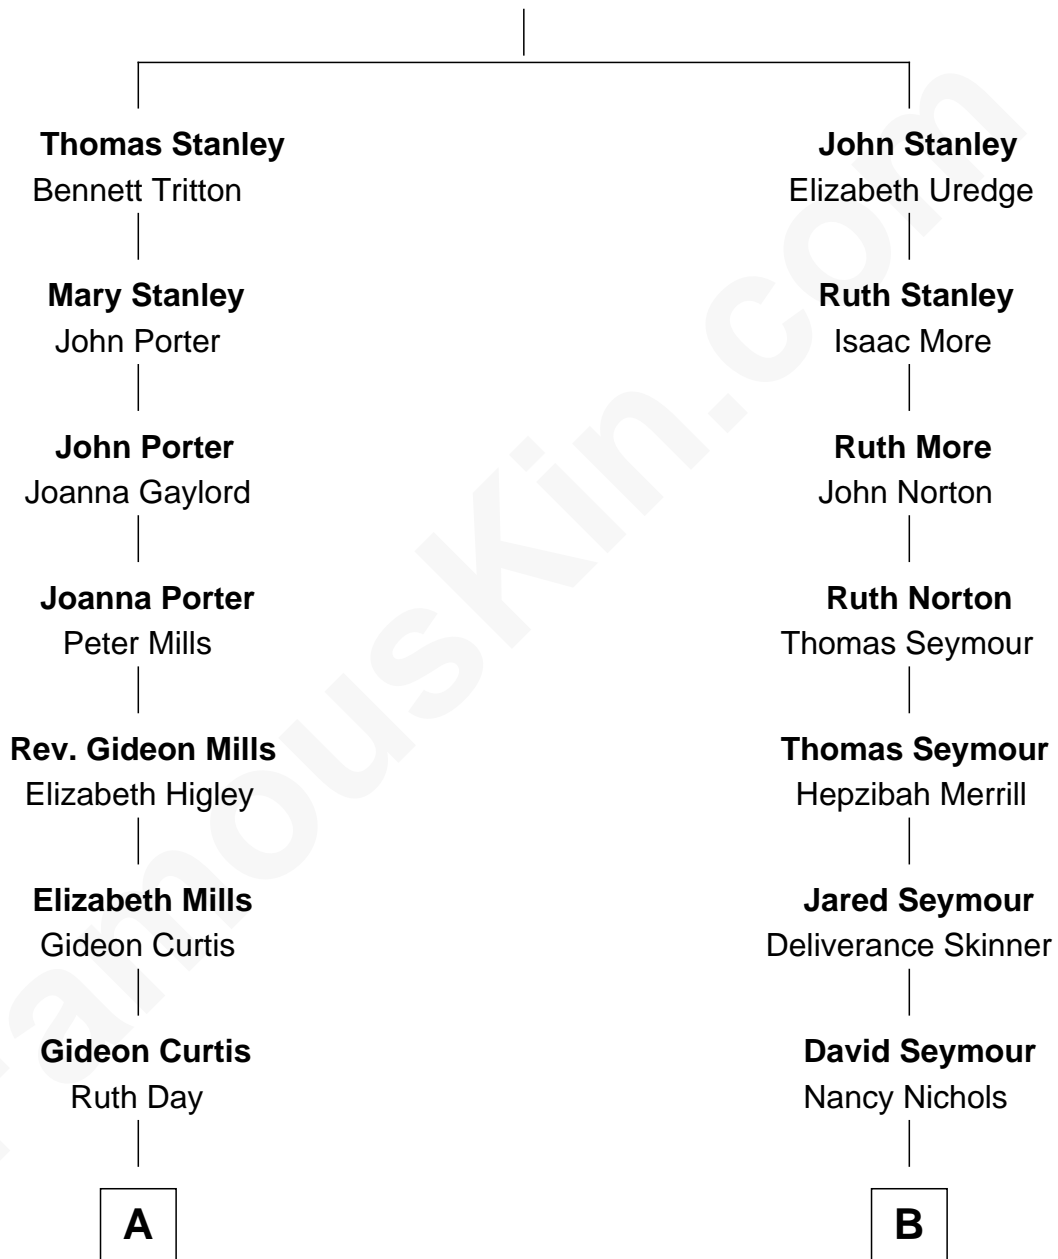 Thomas Stanley
Bennett Tritton
Mary Stanley
John Porter
John Porter
Joanna Gaylord
Joanna Porter
Peter Mills
Rev. Gideon Mills
Elizabeth Higley
Elizabeth Mills
Gideon Curtis
Gideon Curtis
Ruth Day
A
John Stanley
Elizabeth Uredge
Ruth Stanley
Isaac More
Ruth More
John Norton
Ruth Norton
Thomas Seymour
Thomas Seymour
Hepzibah Merrill
Jared Seymour
Deliverance Skinner
David Seymour
Nancy Nichols
B
FamousKin.com